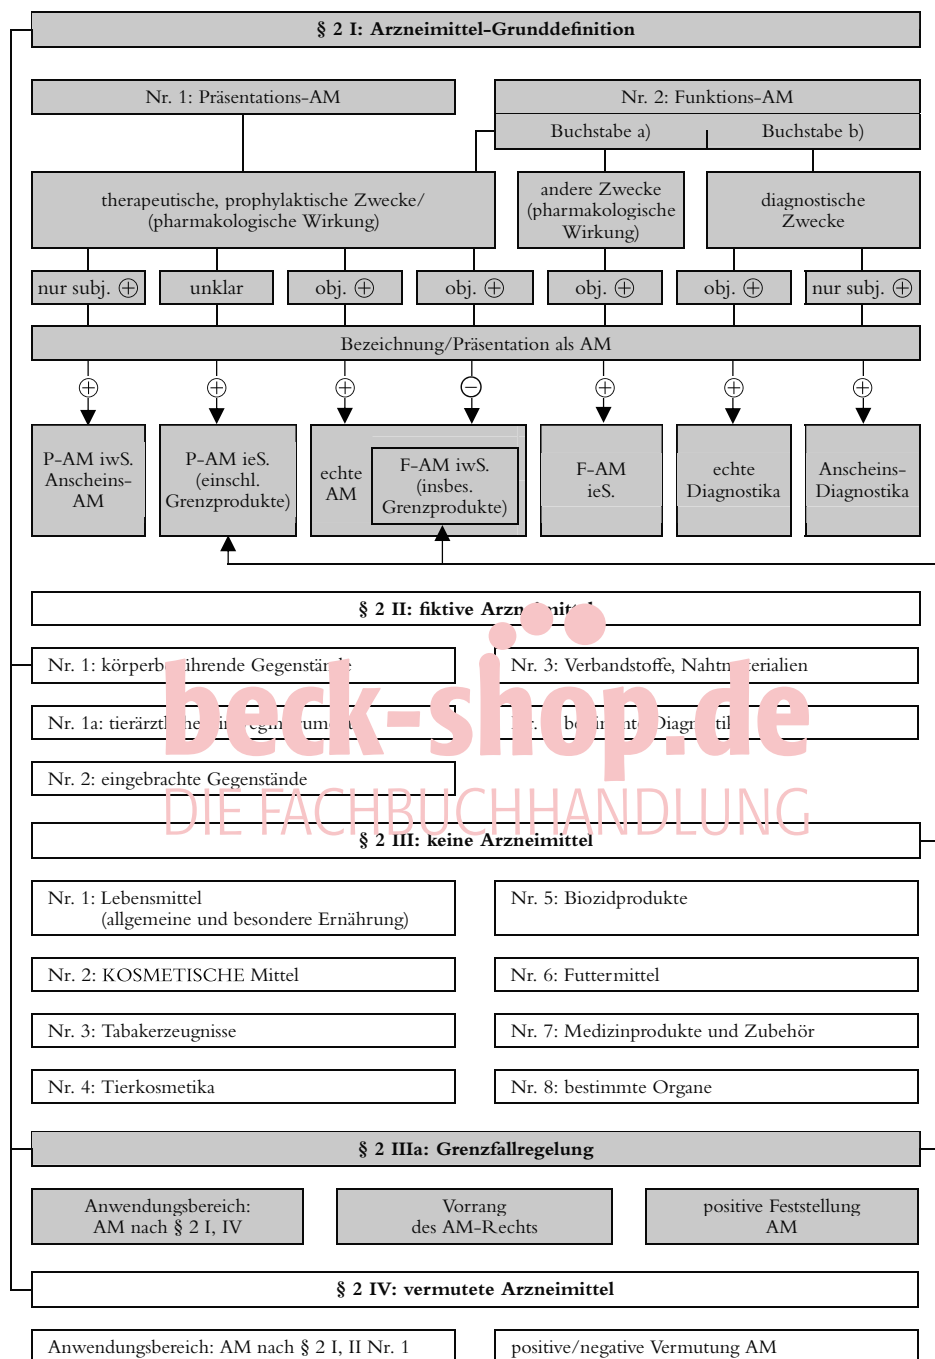 § 2 I: Arzneimittel-Grunddefinition
Nr. 1: Präsentations-AM
Nr. 2: Funktions-AM
Buchstabe a)
Buchstabe b)
therapeutische, prophylaktische Zwecke/
(pharmakologische Wirkung)
andere Zwecke
(pharmakologische
Wirkung)
diagnostische
Zwecke
nur subj. ⊕
unklar
obj. ⊕
obj. ⊕
obj. ⊕
obj. ⊕
nur subj. ⊕
Bezeichnung/Präsentation als AM
⊕
⊕
⊕
⊖
⊕
⊕
⊕
P-AM iwS.
Anscheins-
AM
P-AM ieS.
(einschl.
Grenzprodukte)
echte
AM
F-AM iwS.
(insbes.
Grenzprodukte)
F-AM
ieS.
echte
Diagnostika
Anscheins-
Diagnostika
§ 2 II: fiktive Arzneimittel
Nr. 1: körperberührende Gegenstände
Nr. 3: Verbandstoffe, Nahtmaterialien
beck-shop.de
Nr. 1a: tierärztliche
bestimmte Diagnostika
Nr. 2: eingebrachte Gegenstände
DIE FACHBUCHHANDLUNG
§ 2 III: keine Arzneimittel
Nr. 1: Lebensmittel
(allgemeine und besondere Ernährung)
Nr. 5: Biozidprodukte
Nr. 2: KOSMETISCHE Mittel
Nr. 6: Futtermittel
Nr. 3: Tabakerzeugnisse
Nr. 7: Medizinprodukte und Zubehör
Nr. 4: Tierkosmetika
Nr. 8: bestimmte Organe
§ 2 IIIa: Grenzfallregelung
Anwendungsbereich:
AM nach § 2 I, IV
Vorrang
des AM-Rechts
positive Feststellung
AM
§ 2 IV: vermutete Arzneimittel
Anwendungsbereich: AM nach § 2 I, II Nr. 1
positive/negative Vermutung AM